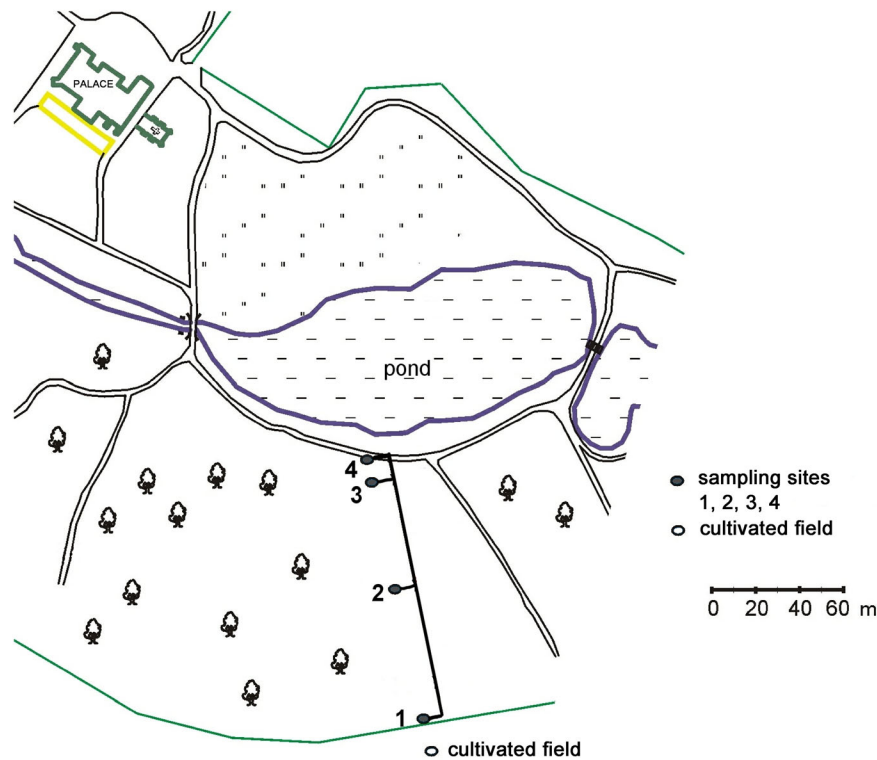 PALACE
pond
4
3
2
1
sampling sites
1, 2, 3, 4
cultivated field
0 20 40 60 m
cultivated field